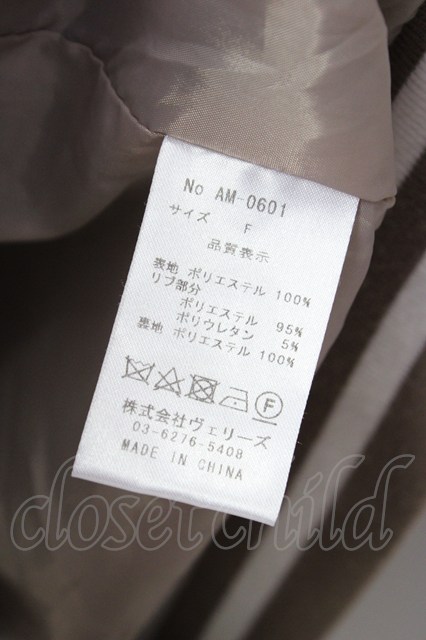 No AM-0601
サイズ F
品質表示
表地 ポリエステル 100%
リブ部分
ポリエステル 95%
ポリウレタン 5%
裏地 ポリエステル 100%
F
株式会社ヴェリーズ
03-6276-5408
MADE IN CHINA
closet child